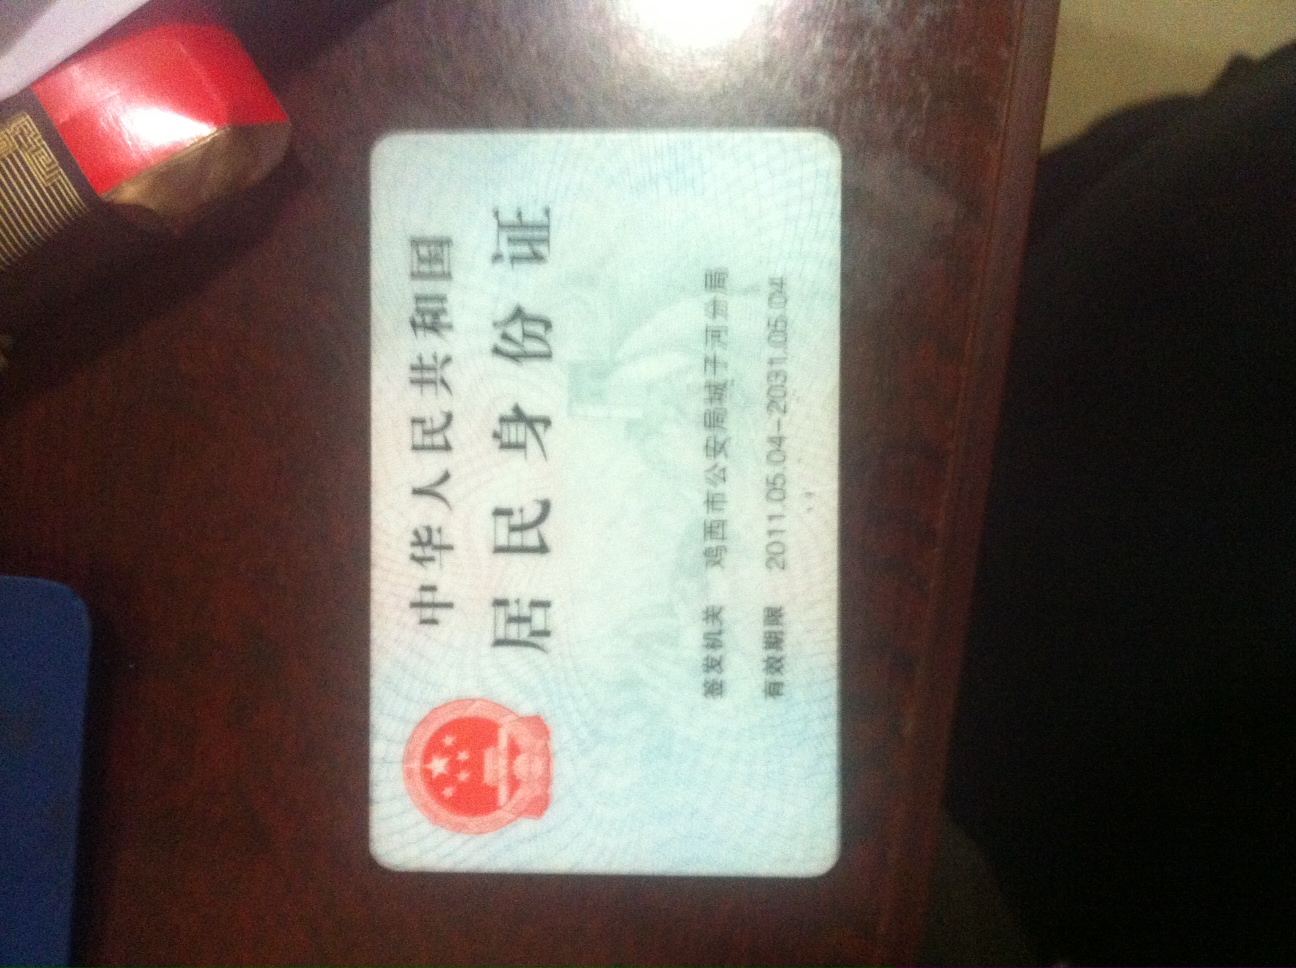 中华人民共和国
居民身份证
签发机关 鸡西市公安局城子河分局
有效期限 2011.05.04-2031.05.04